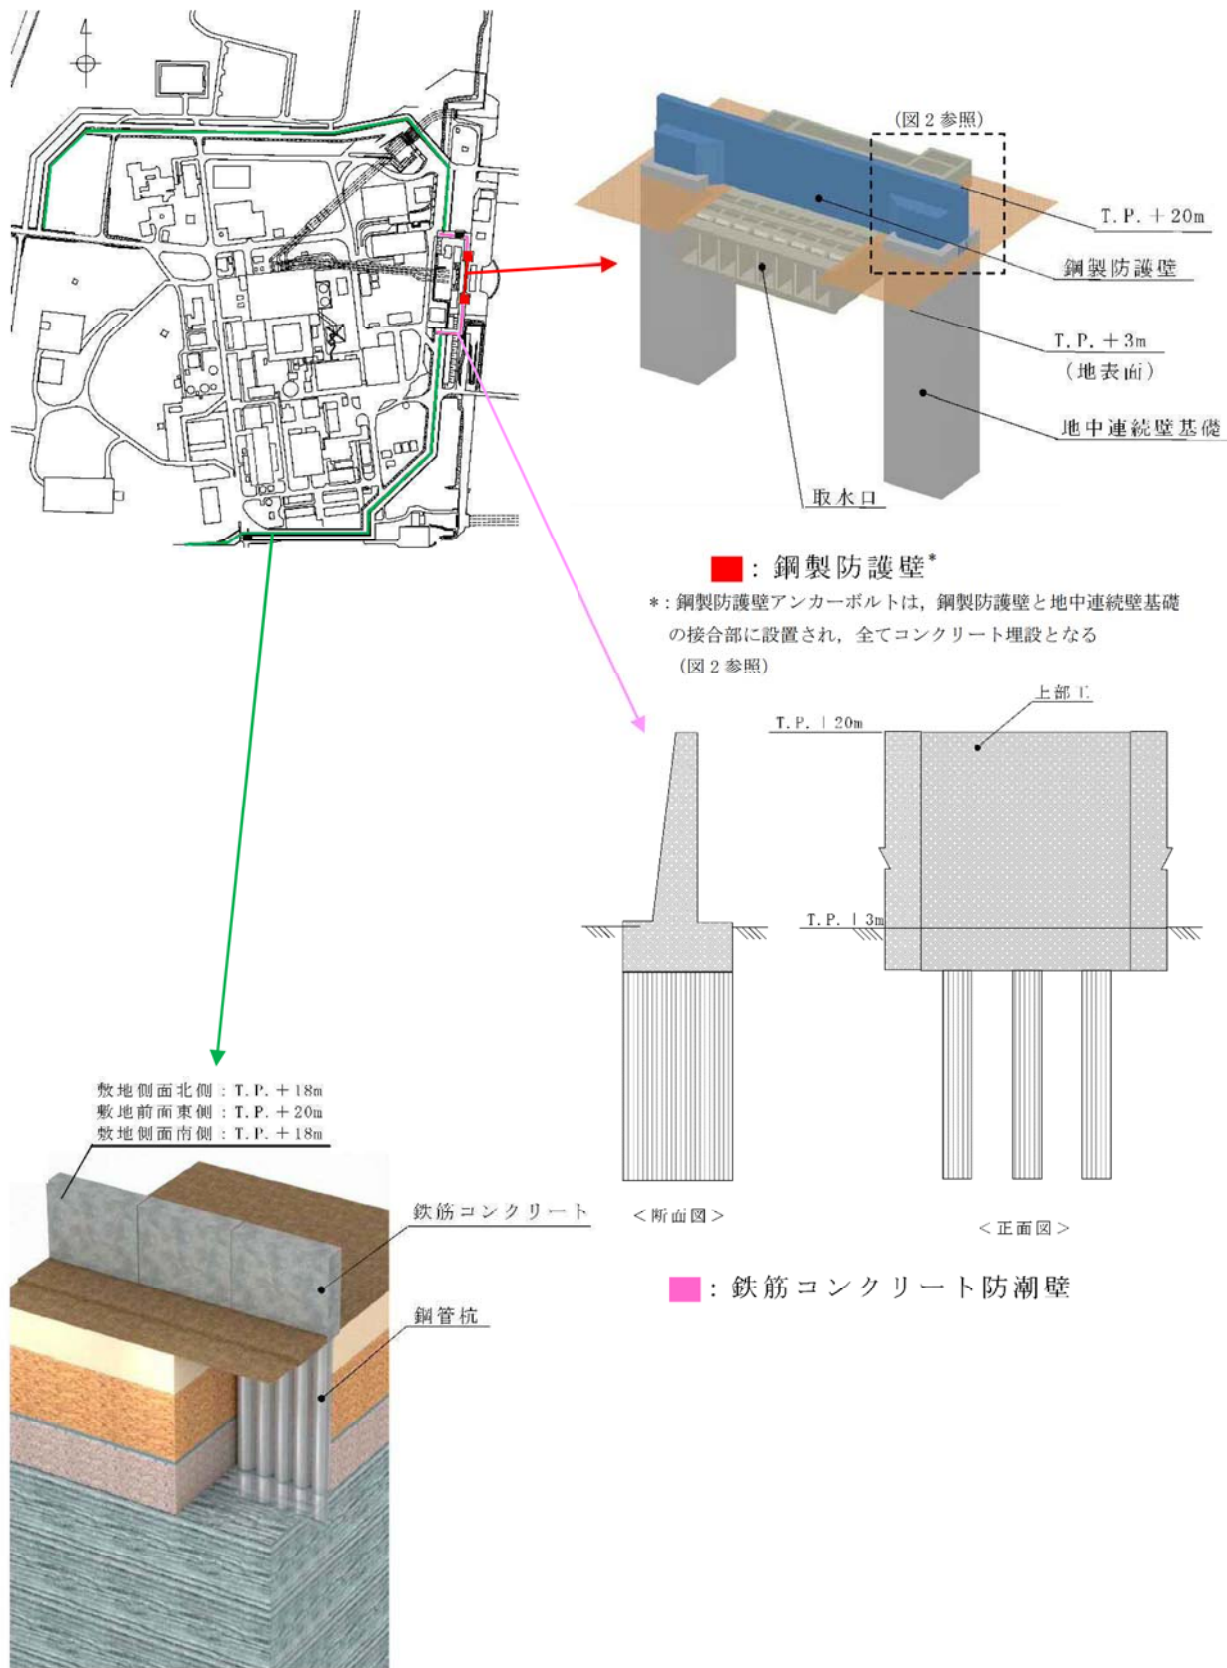 (図2参照)
T.P.+20m
鋼製防護壁
T.P.+3m
(地表面)
地中連続壁基礎
取水口
:鋼製防護壁*
*:鋼製防護壁アンカーボルトは,鋼製防護壁と地中連続壁基礎
の接合部に設置され,全てコンクリート埋設となる
(図2参照)
上部工
T.P.+20m
T.P.+3m
<断面図>
<正面図>
:鉄筋コンクリート防潮壁
敷地側面北側:T.P.+18m
敷地前面東側:T.P.+20m
敷地側面南側:T.P.+18m
鉄筋コンクリート
鋼管杭